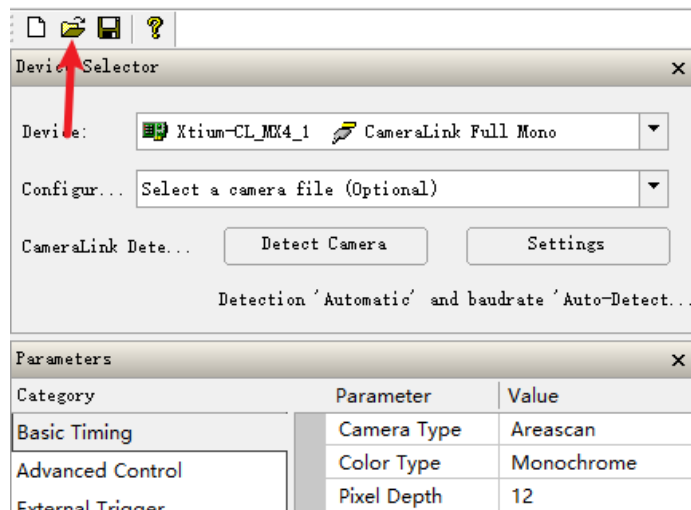 Device Selector
Device:
Xtium-CL_MX4_1 CameraLink Full Mono
Configur... Select a camera file (Optional)
CameraLink Dete... Detect Camera Settings
Detection 'Automatic' and baudrate 'Auto-Detect...
Parameters
Category Parameter Value
Basic Timing Camera Type Areascan
Advanced Control Color Type Monochrome
External Trigger Pixel Depth 12